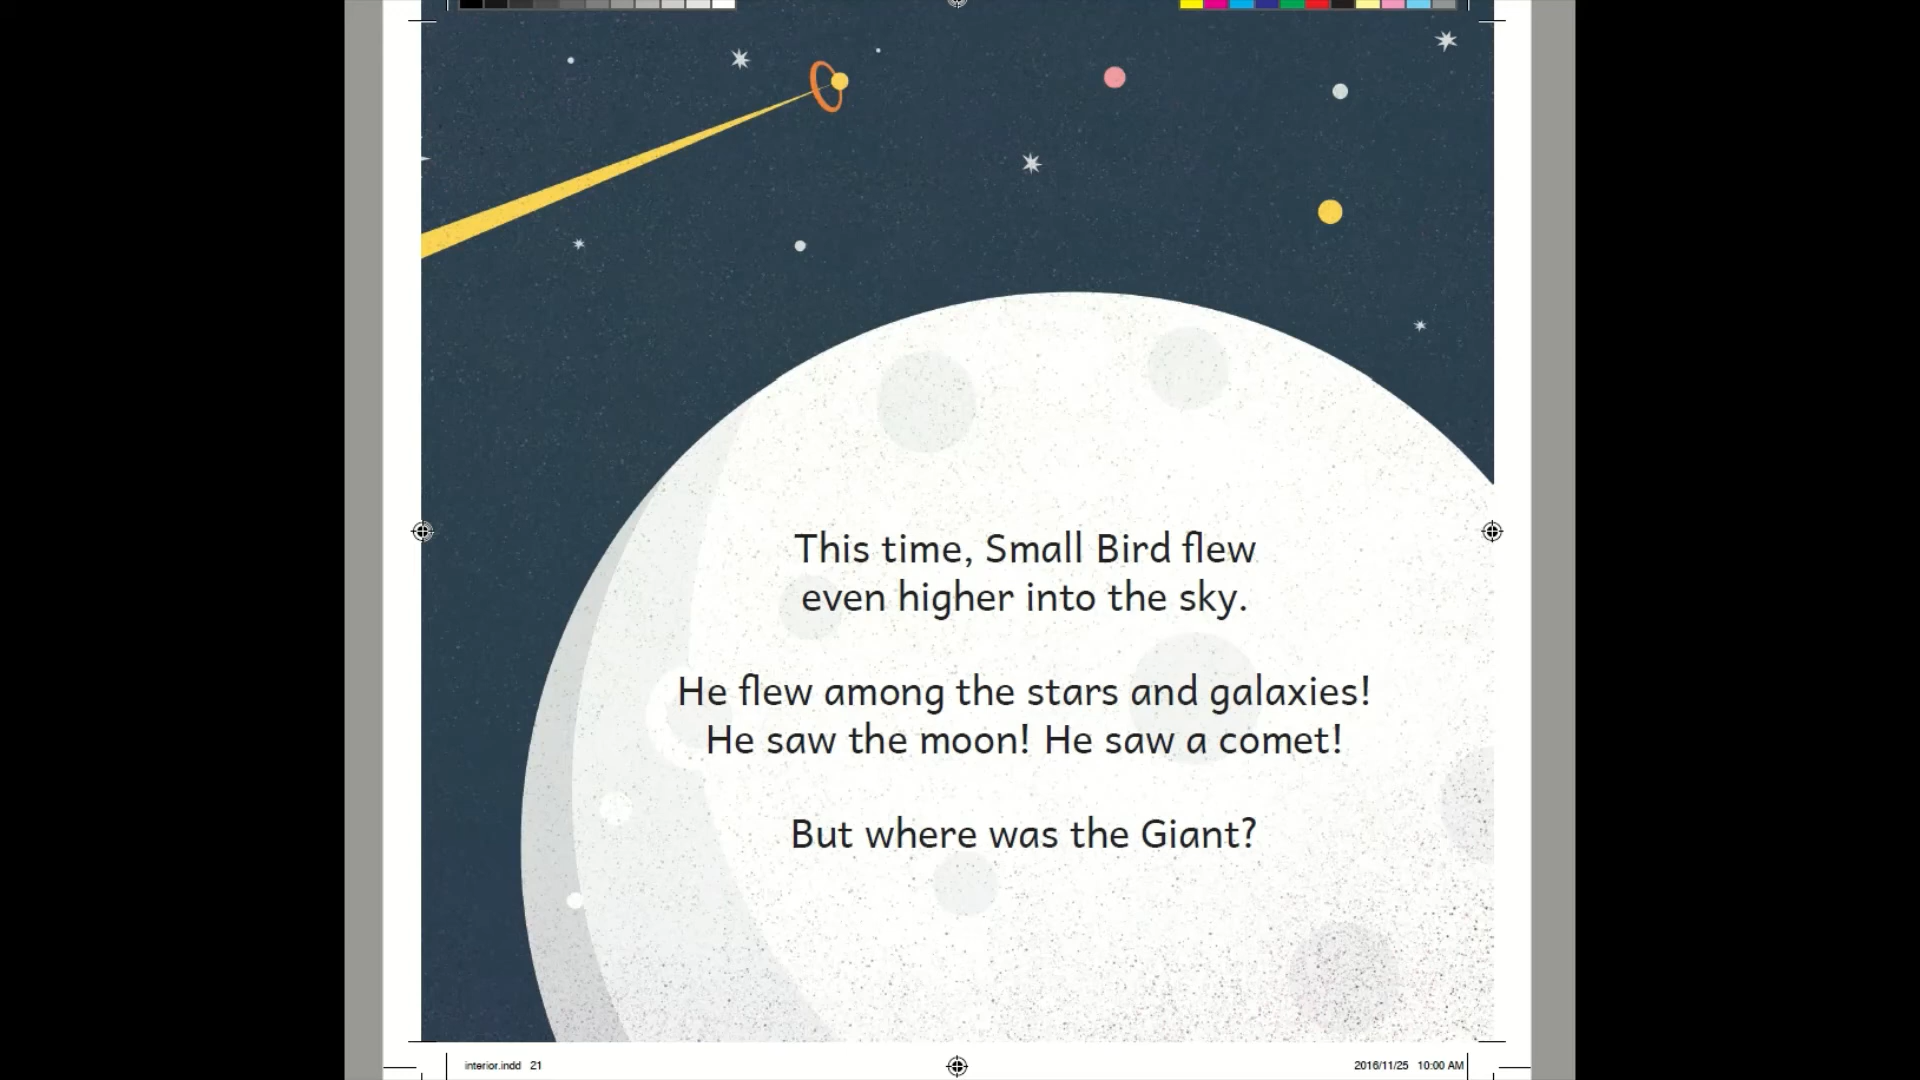 This time, Small Bird flew
even higher into the sky.
He flew among the stars and galaxies!
He saw the moon! He saw a comet!
But where was the Giant?
interior.indd 21
2016/11/25 10:00 AM